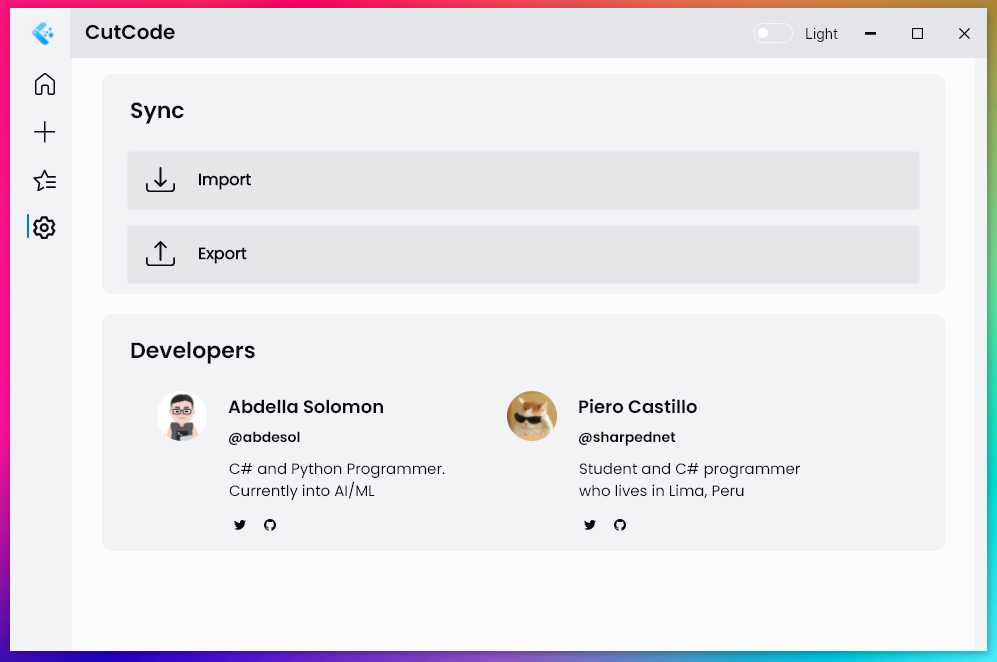 CutCode
Light
Sync
Import
Export
Developers
Abdella Solomon
@abdesol
C# and Python Programmer.
Currently into AI/ML
Piero Castillo
@sharpednet
Student and C# programmer
who lives in Lima, Peru